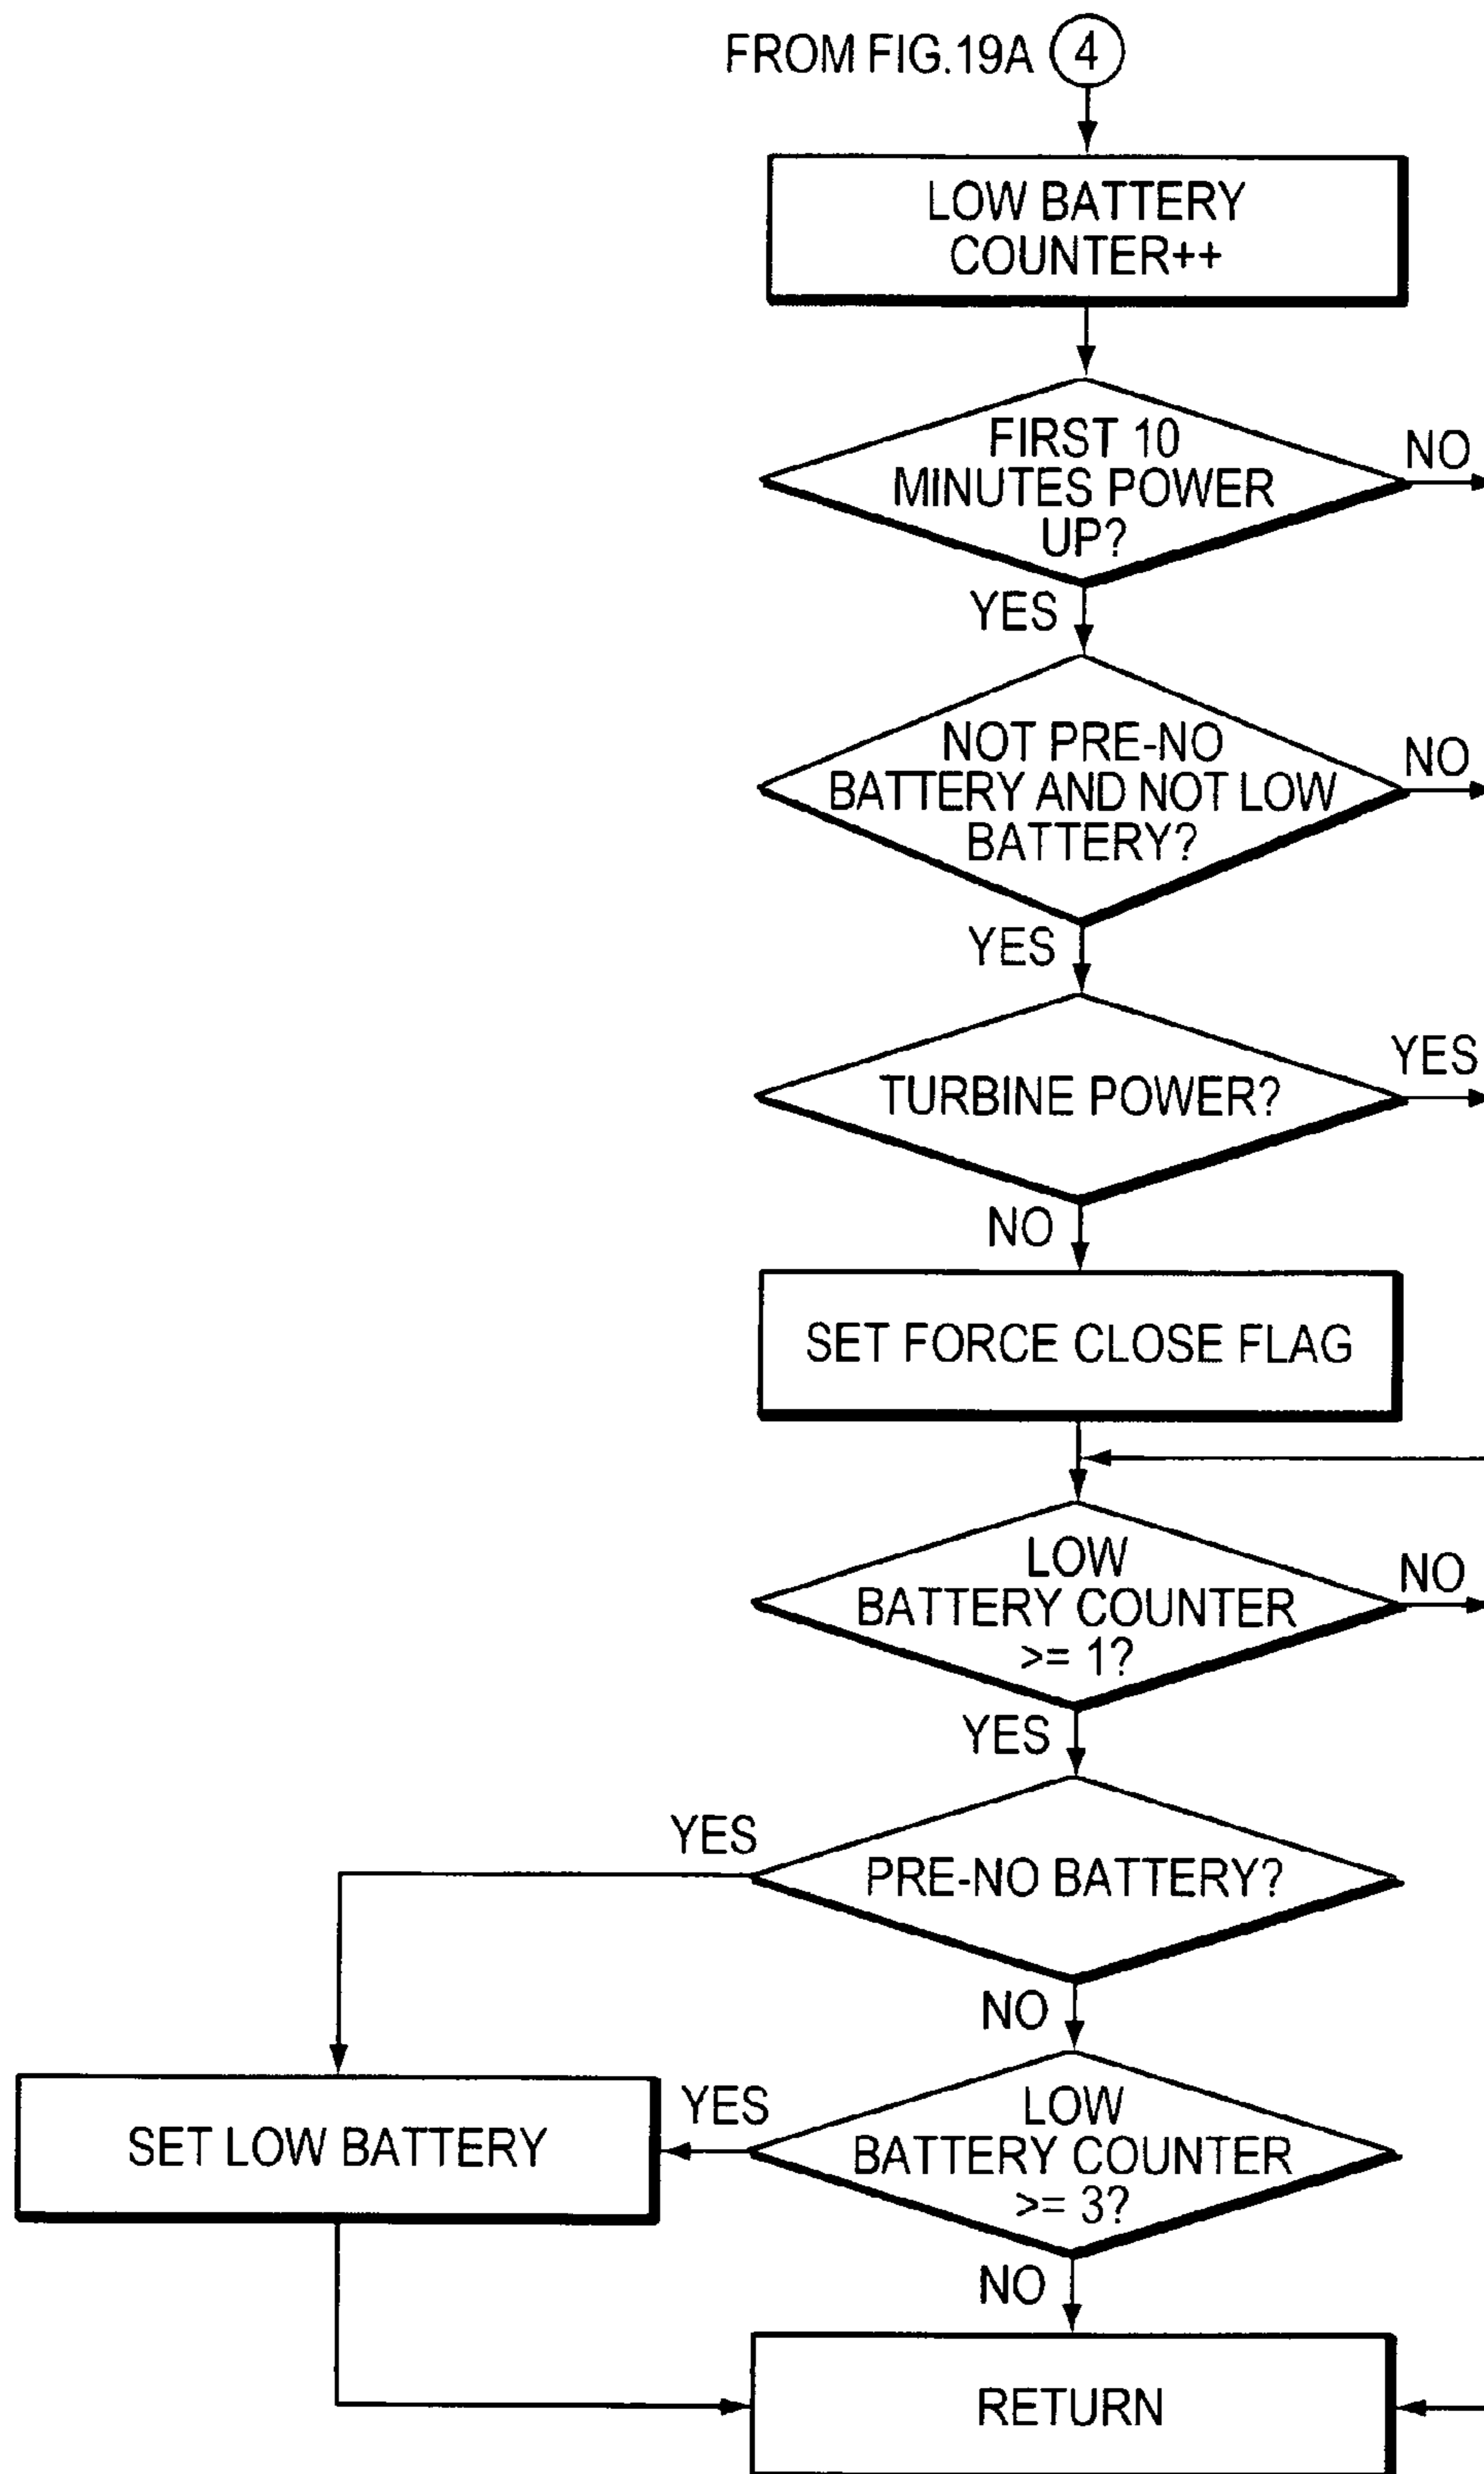 FROM FIG.19A 4
LOW BATTERY
COUNTER++
FIRST 10
MINUTES POWER
UP?
NO
YES
NOT PRE-NO
BATTERY AND NOT LOW
BATTERY?
NO
YES
TURBINE POWER?
YES
NO
SET FORCE CLOSE FLAG
LOW
BATTERY COUNTER
>= 1?
NO
YES
PRE-NO BATTERY?
YES
NO
LOW
BATTERY COUNTER
>= 3?
YES
SET LOW BATTERY
NO
RETURN